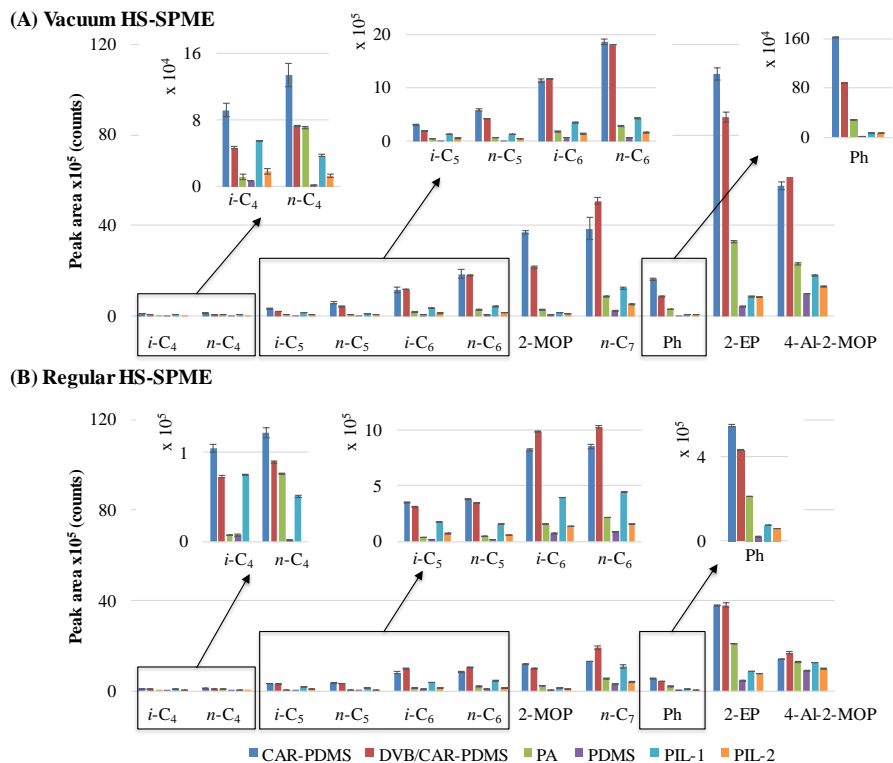 (A) Vacuum HS-SPME
Peak area x10⁵ (counts)
120
80
40
0
x 10⁴
16
8
0
i-C₄ n-C₄
x 10⁵
20
10
0
i-C₅ n-C₅ i-C₆ n-C₆
x 10⁴
160
80
0
Ph
i-C₄ n-C₄ i-C₅ n-C₅ i-C₆ n-C₆ 2-MOP n-C₇ Ph 2-EP 4-Al-2-MOP
(B) Regular HS-SPME
Peak area x10⁵ (counts)
120
80
40
0
x 10⁵
1
0
i-C₄ n-C₄
x 10⁵
10
5
0
i-C₅ n-C₅ i-C₆ n-C₆
x 10⁵
4
0
Ph
i-C₄ n-C₄ i-C₅ n-C₅ i-C₆ n-C₆ 2-MOP n-C₇ Ph 2-EP 4-Al-2-MOP
CAR-PDMS DVB/CAR-PDMS PA PDMS PIL-1 PIL-2